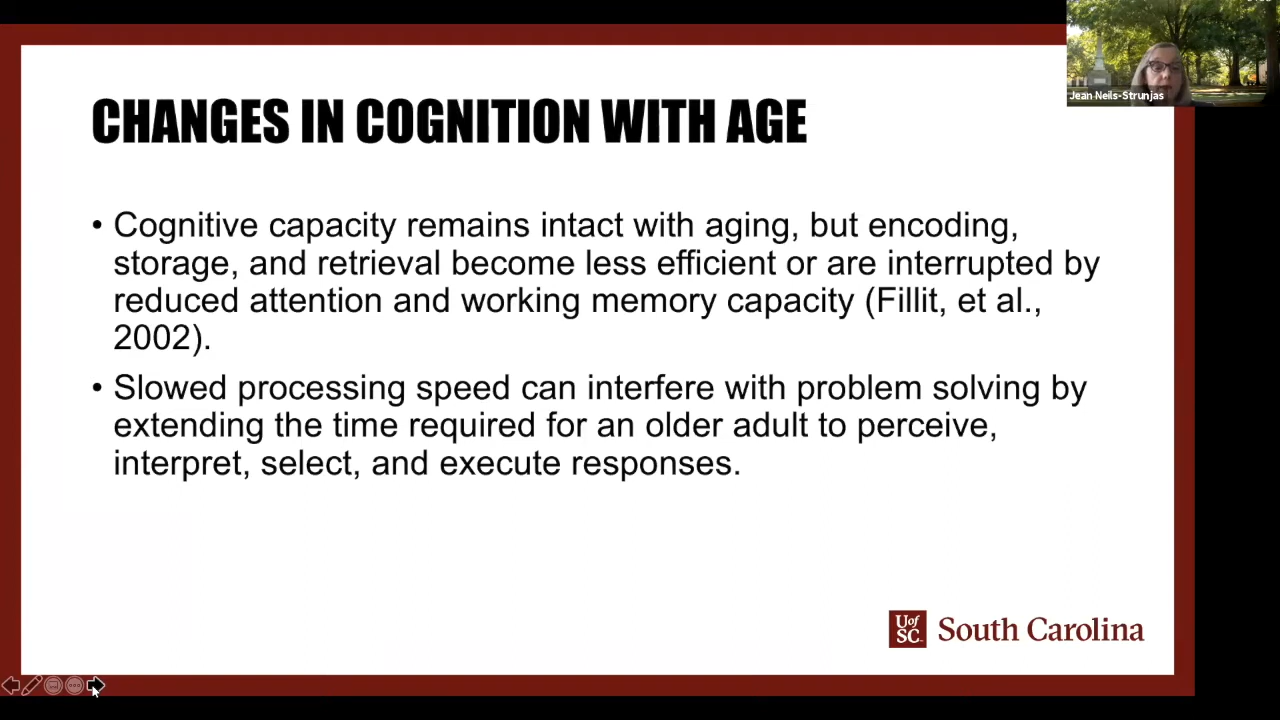 Jean Neils-Strunjas
CHANGES IN COGNITION WITH AGE
• Cognitive capacity remains intact with aging, but encoding,
storage, and retrieval become less efficient or are interrupted by
reduced attention and working memory capacity (Fillit, et al.,
2002).
• Slowed processing speed can interfere with problem solving by
extending the time required for an older adult to perceive,
interpret, select, and execute responses.
UofSC
South Carolina